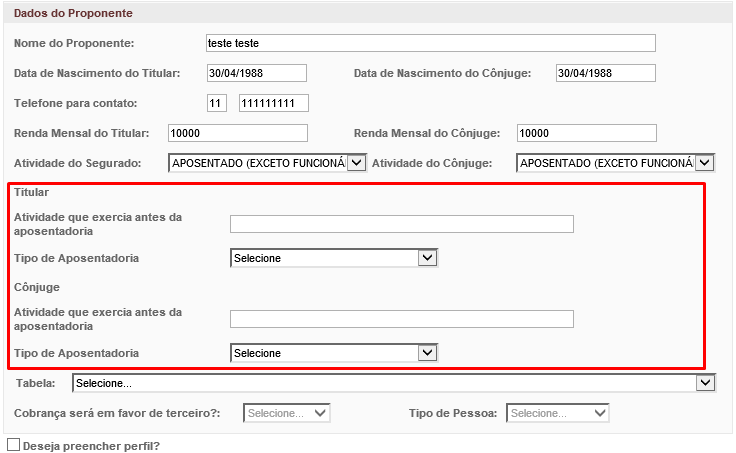 Dados do Proponente
Nome do Proponente: teste teste
Data de Nascimento do Titular: 30/04/1988 Data de Nascimento do Cônjuge: 30/04/1988
Telefone para contato: 11 111111111
Renda Mensal do Titular: 10000 Renda Mensal do Cônjuge: 10000
Atividade do Segurado: APOSENTADO (EXCETO FUNCIONÁ Atividade do Cônjuge: APOSENTADO (EXCETO FUNCIONÁ
Titular
Atividade que exercia antes da
aposentadoria
Tipo de Aposentadoria Selecione
Cônjuge
Atividade que exercia antes da
aposentadoria
Tipo de Aposentadoria Selecione
Tabela: Selecione...
Cobrança será em favor de terceiro?: Selecione... Tipo de Pessoa: Selecione...
Deseja preencher perfil?